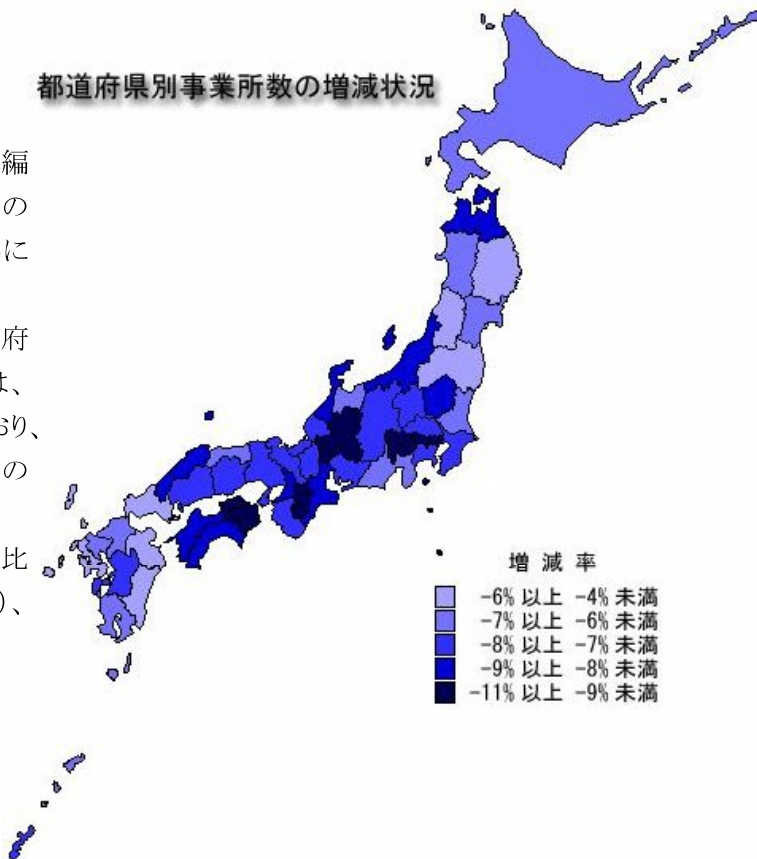 都道府県別事業所数の増減状況
編
の
に
府
は、
おり、
の
比
)、
増 減 率
-6% 以上 -4% 未満
-7% 以上 -6% 未満
-8% 以上 -7% 未満
-9% 以上 -8% 未満
-11% 以上 -9% 未満